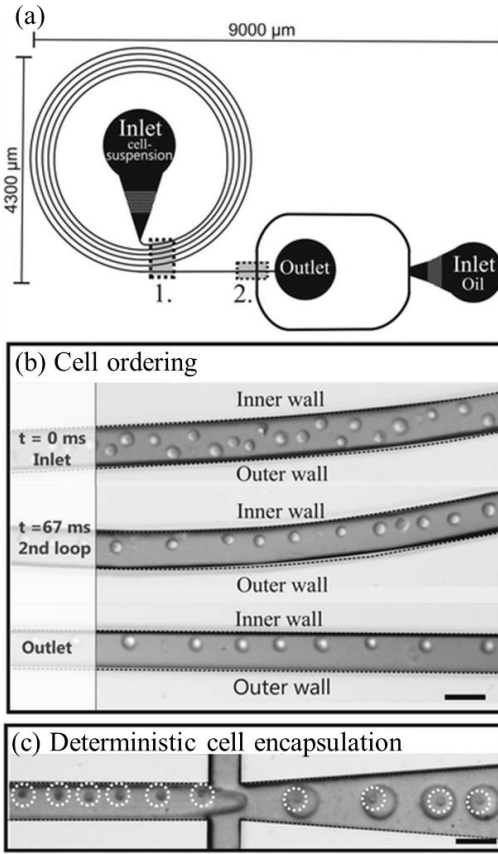 (a)
9000 µm
4300 µm
Inlet
cell-
suspension
Outlet
Inlet
Oil
1.
2.
(b) Cell ordering
Inner wall
t = 0 ms
Inlet
Outer wall
Inner wall
t =67 ms
2nd loop
Outer wall
Inner wall
Outlet
Outer wall
(c) Deterministic cell encapsulation